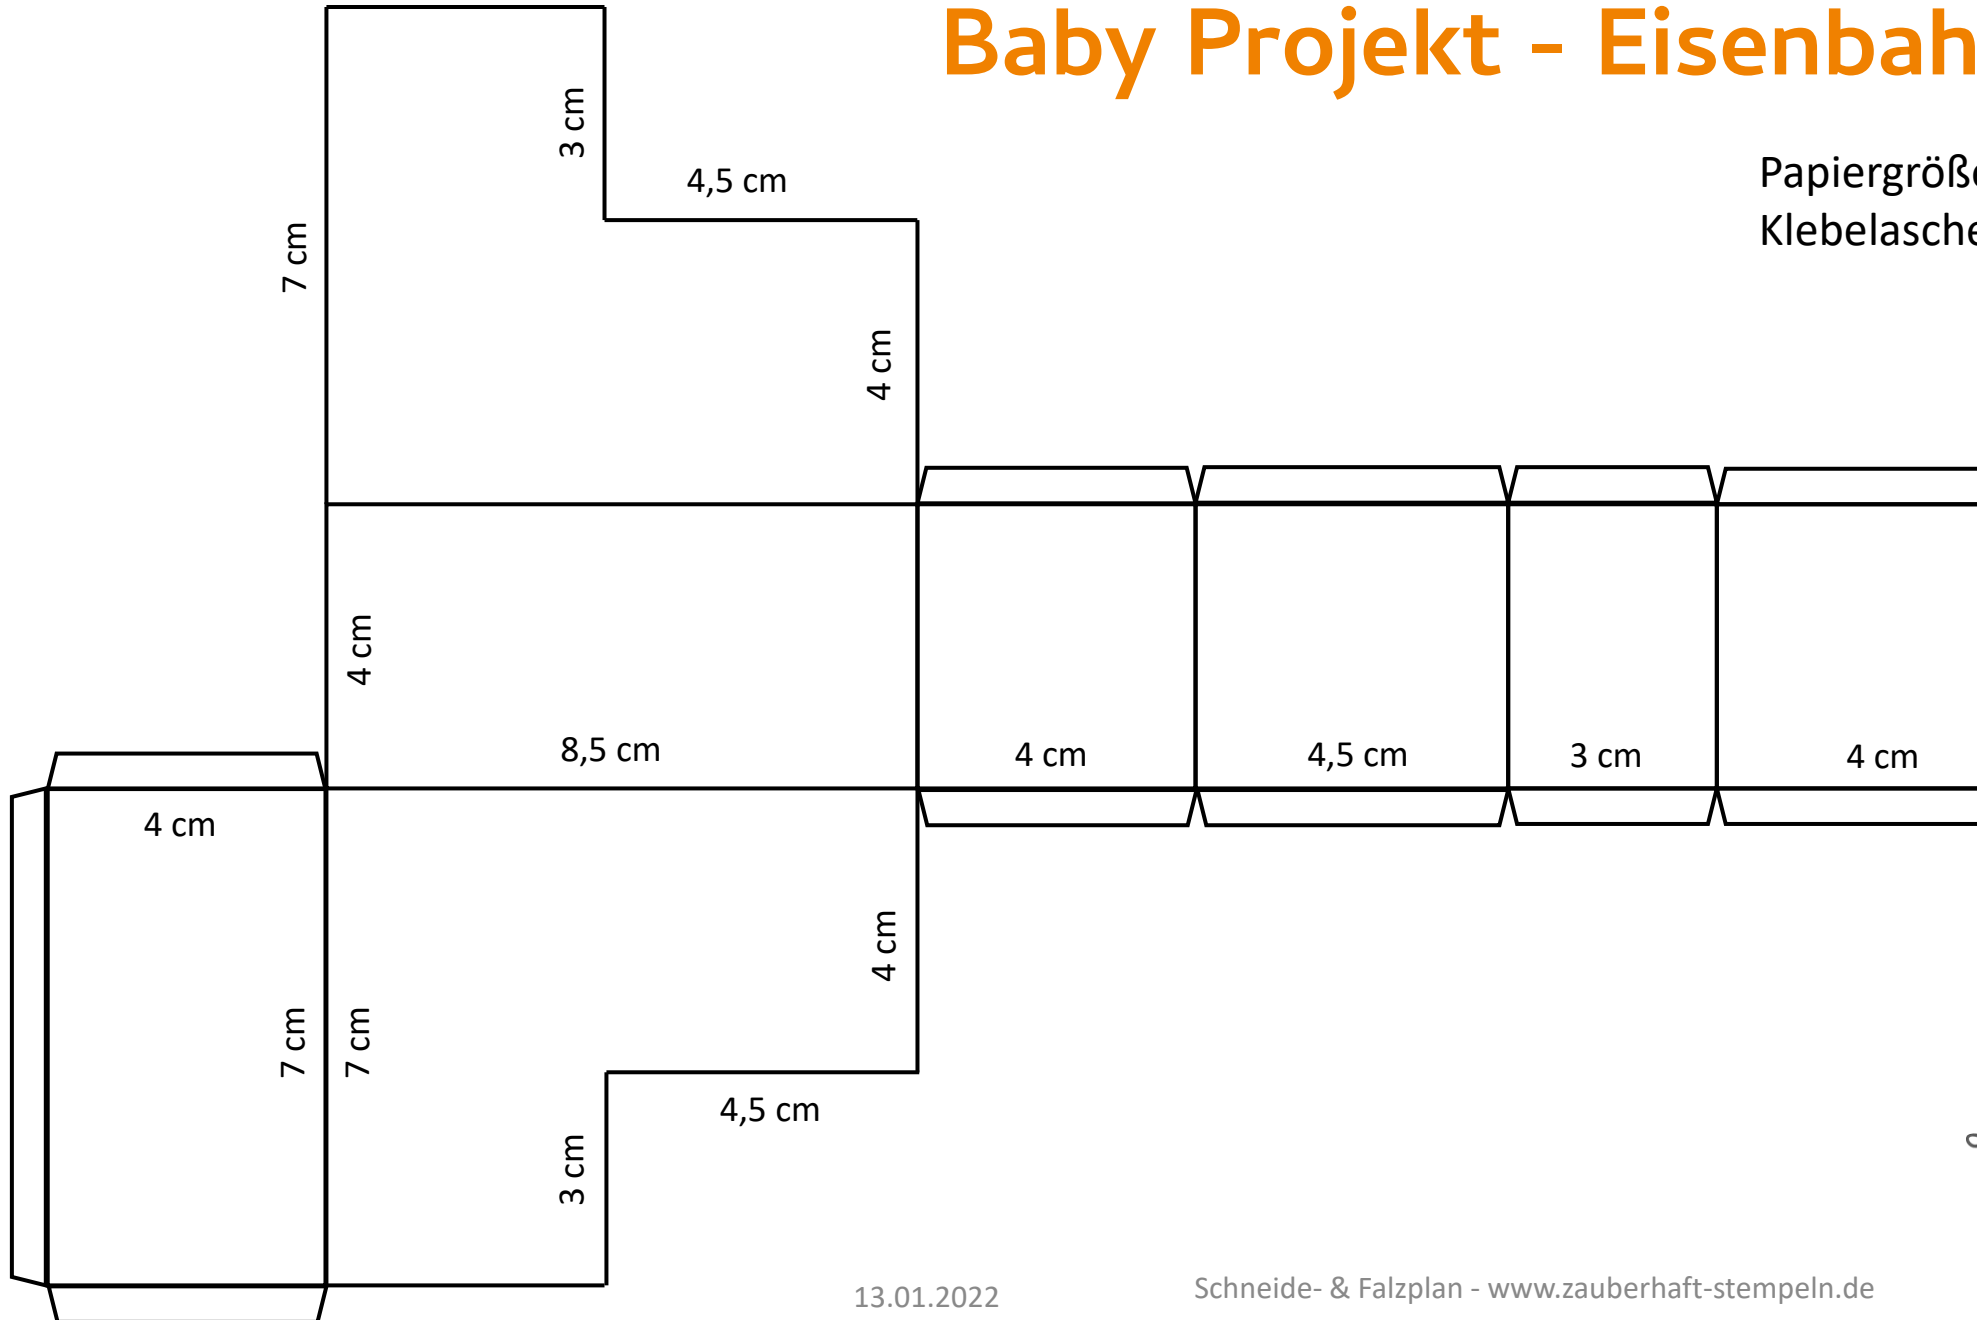 Baby Projekt - Eisenbah
Papiergröße
Klebelasche
3 cm
4,5 cm
7 cm
4 cm
4 cm
8,5 cm
4 cm
4,5 cm
3 cm
4 cm
4 cm
4 cm
7 cm
7 cm
4,5 cm
3 cm
13.01.2022
Schneide- & Falzplan - www.zauberhaft-stempeln.de